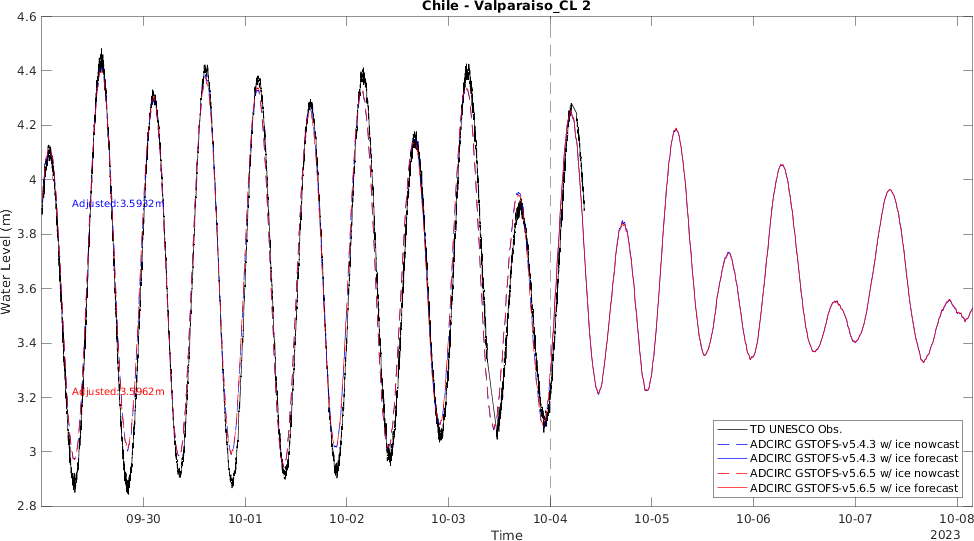 Chile - Valparaiso_CL 2
4.6
4.4
4.2
4
3.8
3.6
3.4
3.2
3
2.8
Water Level (m)
Adjusted:3.5932m
Adjusted:3.5962m
TD UNESCO Obs.
ADCIRC GSTOFS-v5.4.3 w/ ice nowcast
ADCIRC GSTOFS-v5.4.3 w/ ice forecast
ADCIRC GSTOFS-v5.6.5 w/ ice nowcast
ADCIRC GSTOFS-v5.6.5 w/ ice forecast
09-30 10-01 10-02 10-03 10-04 10-05 10-06 10-07 10-08
Time 2023